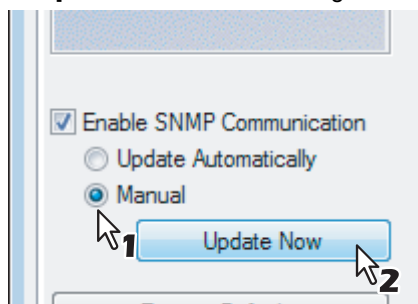 Enable SNMP Communication
Update Automatically
Manual
1
Update Now
2